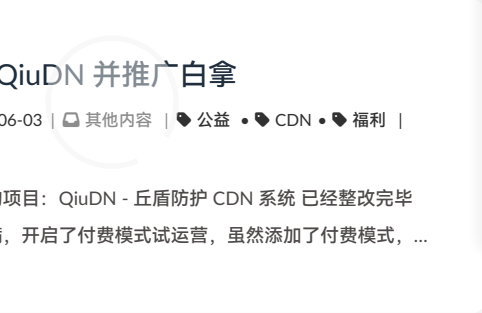 QiuDN 并推广白拿
06-03 | 其他内容 | 公益 • CDN • 福利 |
项目：QiuDN - 丘盾防护 CDN 系统 已经整改完毕
，开启了付费模式试运营，虽然添加了付费模式，...